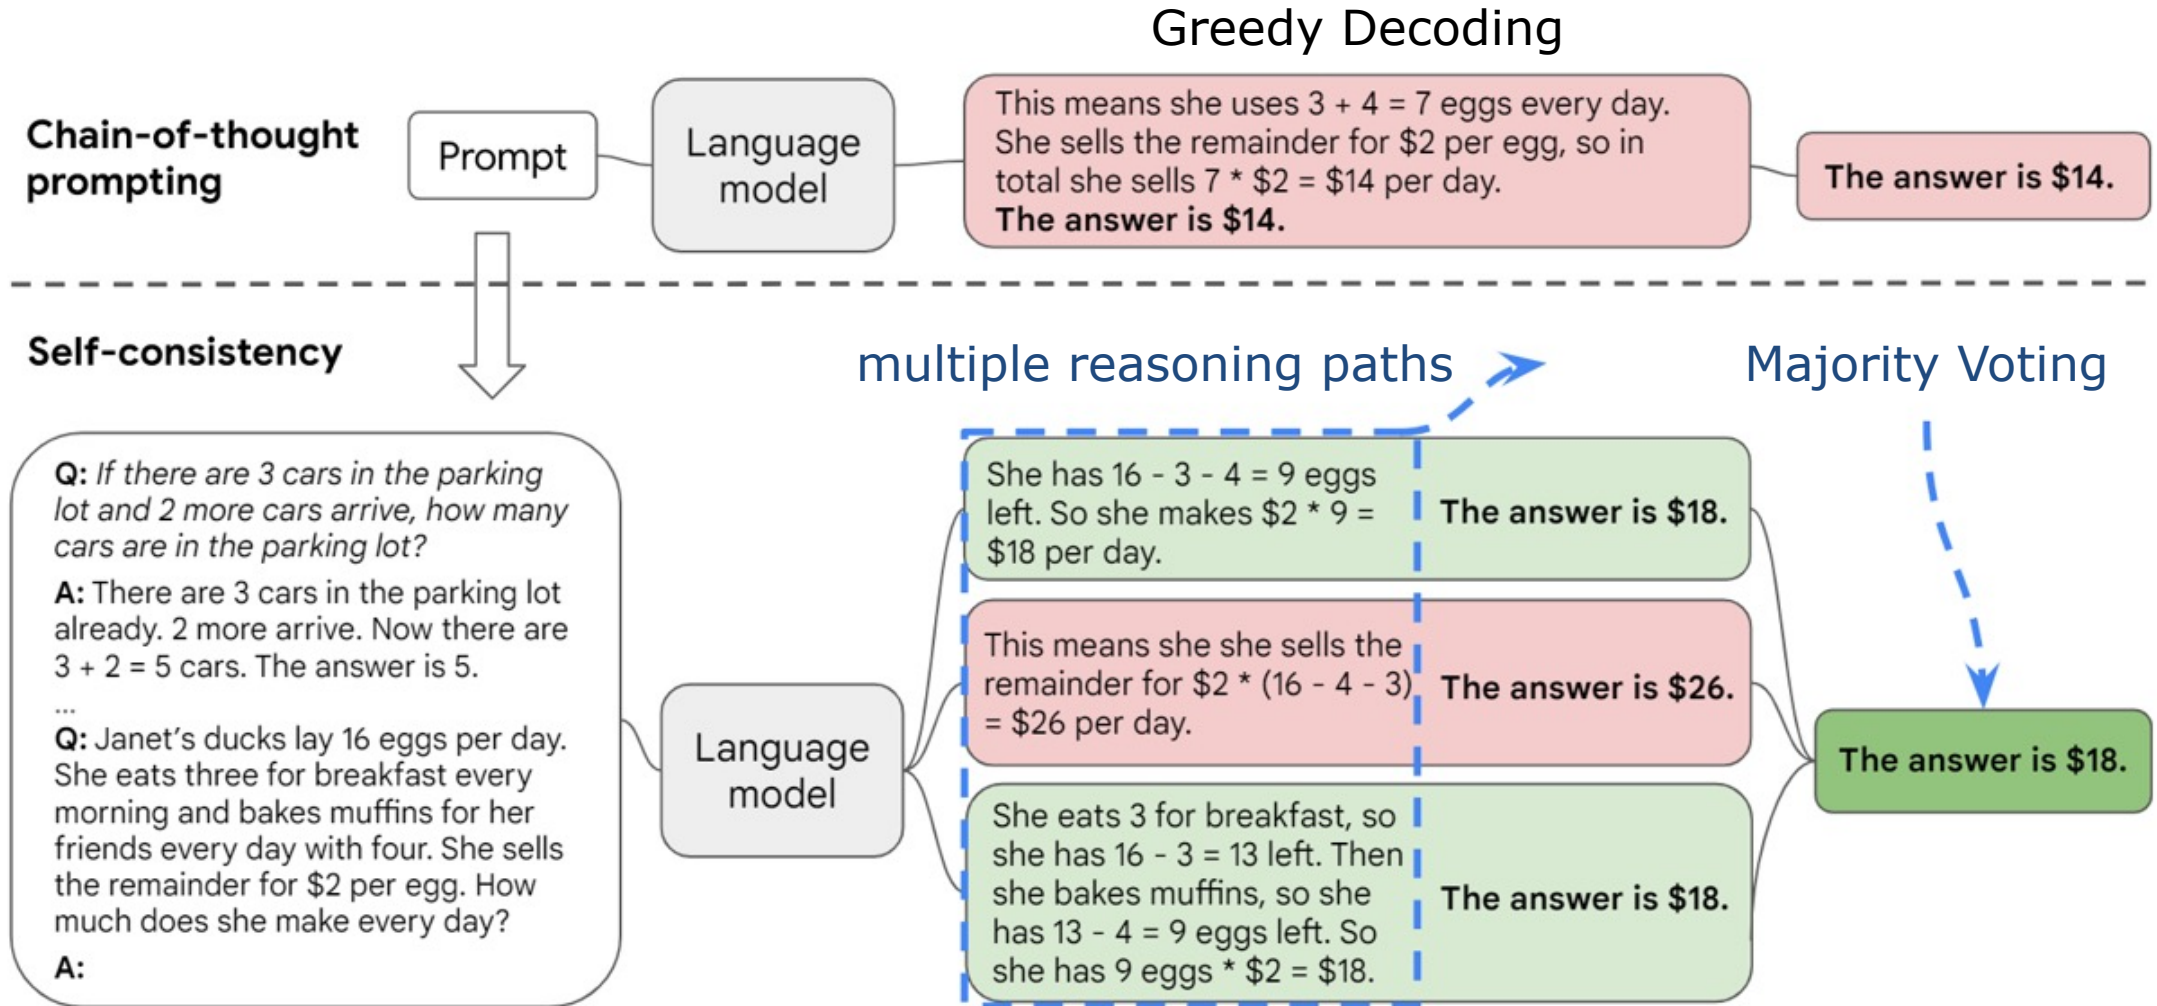 Greedy Decoding
Chain-of-thought
prompting
Prompt
Language
model
This means she uses 3 + 4 = 7 eggs every day.
She sells the remainder for $2 per egg, so in
total she sells 7 * $2 = $14 per day.
The answer is $14.
The answer is $14.
Self-consistency
multiple reasoning paths
Majority Voting
Q: If there are 3 cars in the parking
lot and 2 more cars arrive, how many
cars are in the parking lot?
A: There are 3 cars in the parking lot
already. 2 more arrive. Now there are
3 + 2 = 5 cars. The answer is 5.
...
Q: Janet's ducks lay 16 eggs per day.
She eats three for breakfast every
morning and bakes muffins for her
friends every day with four. She sells
the remainder for $2 per egg. How
much does she make every day?
A:
Language
model
She has 16 - 3 - 4 = 9 eggs
left. So she makes $2 * 9 =
$18 per day.
The answer is $18.
This means she she sells the
remainder for $2 * (16 - 4 - 3)
= $26 per day.
The answer is $26.
She eats 3 for breakfast, so
she has 16 - 3 = 13 left. Then
she bakes muffins, so she
has 13 - 4 = 9 eggs left. So
she has 9 eggs * $2 = $18.
The answer is $18.
The answer is $18.